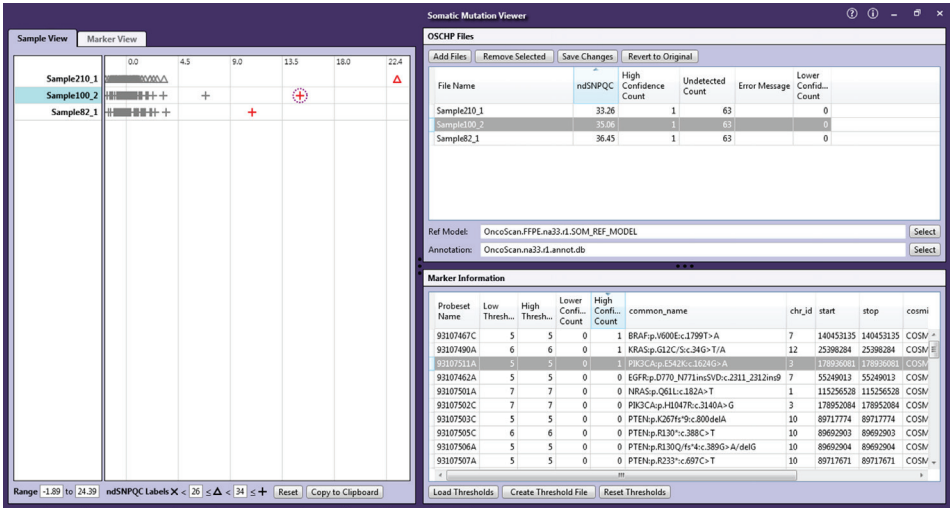 Somatic Mutation Viewer
Sample View Marker View
0.0 4.5 9.0 13.5 18.0 22.4
Sample210_1
Sample100_2
Sample82_1
Range -1.89 to 24.39 ndSNPQC Labels X < 26 ≤ Δ < 34 ≤ + Reset Copy to Clipboard
OSCHP Files
Add Files Remove Selected Save Changes Revert to Original
File Name ndSNPQC High Confidence Count Undetected Count Error Message Lower Confid... Count
Sample210_1 33.26 1 63 0
Sample100_2 35.06 1 63 0
Sample82_1 36.45 1 63 0
Ref Model: OncoScan.FFPE.na33.r1.SOM_REF_MODEL Select
Annotation: OncoScan.na33.r1.annot.db Select
Marker Information
Probeset Name Low Thresh... High Thresh... Lower Confi... Count High Confi... Count common_name chr_id start stop cosmi
93107467C 5 5 0 1 BRAF:p.V600E:c.1799T>A 7 140453135 140453135 COSM
93107490A 6 6 0 1 KRAS:p.G12C/S:c.34G>T/A 12 25398284 25398284 COSM
93107511A 5 5 0 1 PIK3CA:p.E542K:c.1624G>A 3 178936081 178936081 COSM
93107462A 5 5 0 0 EGFR:p.D770_N771insSVD:c.2311_2312ins9 7 55249013 55249013 COSM
93107501A 7 7 0 0 NRAS:p.Q61L:c.182A>T 1 115256528 115256528 COSM
93107502C 7 7 0 0 PIK3CA:p.H1047R:c.3140A>G 3 178952084 178952084 COSM
93107503C 5 5 0 0 PTEN:p.K267fs*9:c.800delA 10 89717774 89717774 COSM
93107505C 6 6 0 0 PTEN:p.R130*:c.388C>T 10 89692903 89692903 COSM
93107506A 5 5 0 0 PTEN:p.R130Q/fs*4:c.389G>A/delG 10 89692904 89692904 COSM
93107507A 5 5 0 0 PTEN:p.R233*:c.697C>T 10 89717671 89717671 COSM
Load Thresholds Create Threshold File Reset Thresholds